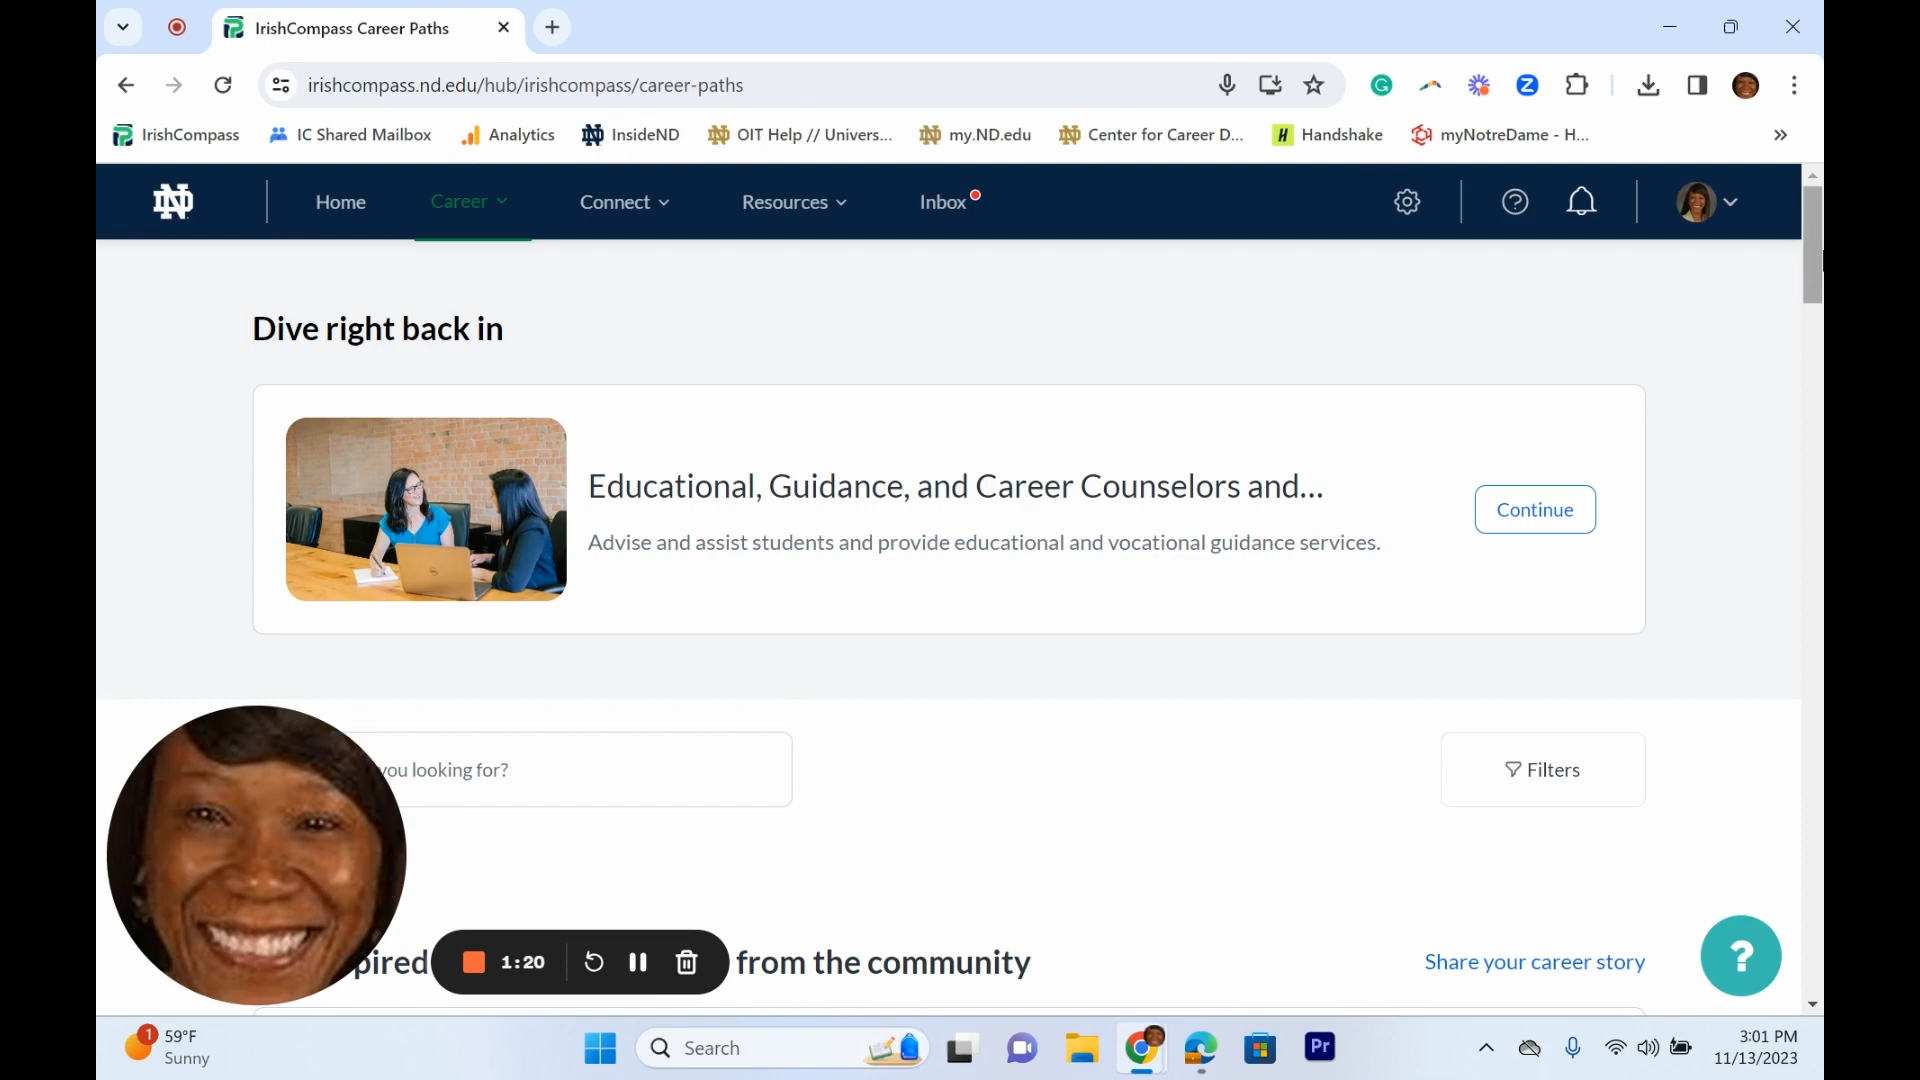 IrishCompass Career Paths
irishcompass.nd.edu/hub/irishcompass/career-paths
IrishCompass
IC Shared Mailbox
Analytics
InsideND
OIT Help // Univers...
my.ND.edu
Center for Career D...
Handshake
myNotreDame - H...
Home
Career
Connect
Resources
Inbox
Dive right back in
Educational, Guidance, and Career Counselors and...
Advise and assist students and provide educational and vocational guidance services.
Continue
you looking for?
Filters
pired
1:20
from the community
Share your career story
?
1
59°F
Sunny
Search
Pr
3:01 PM
11/13/2023